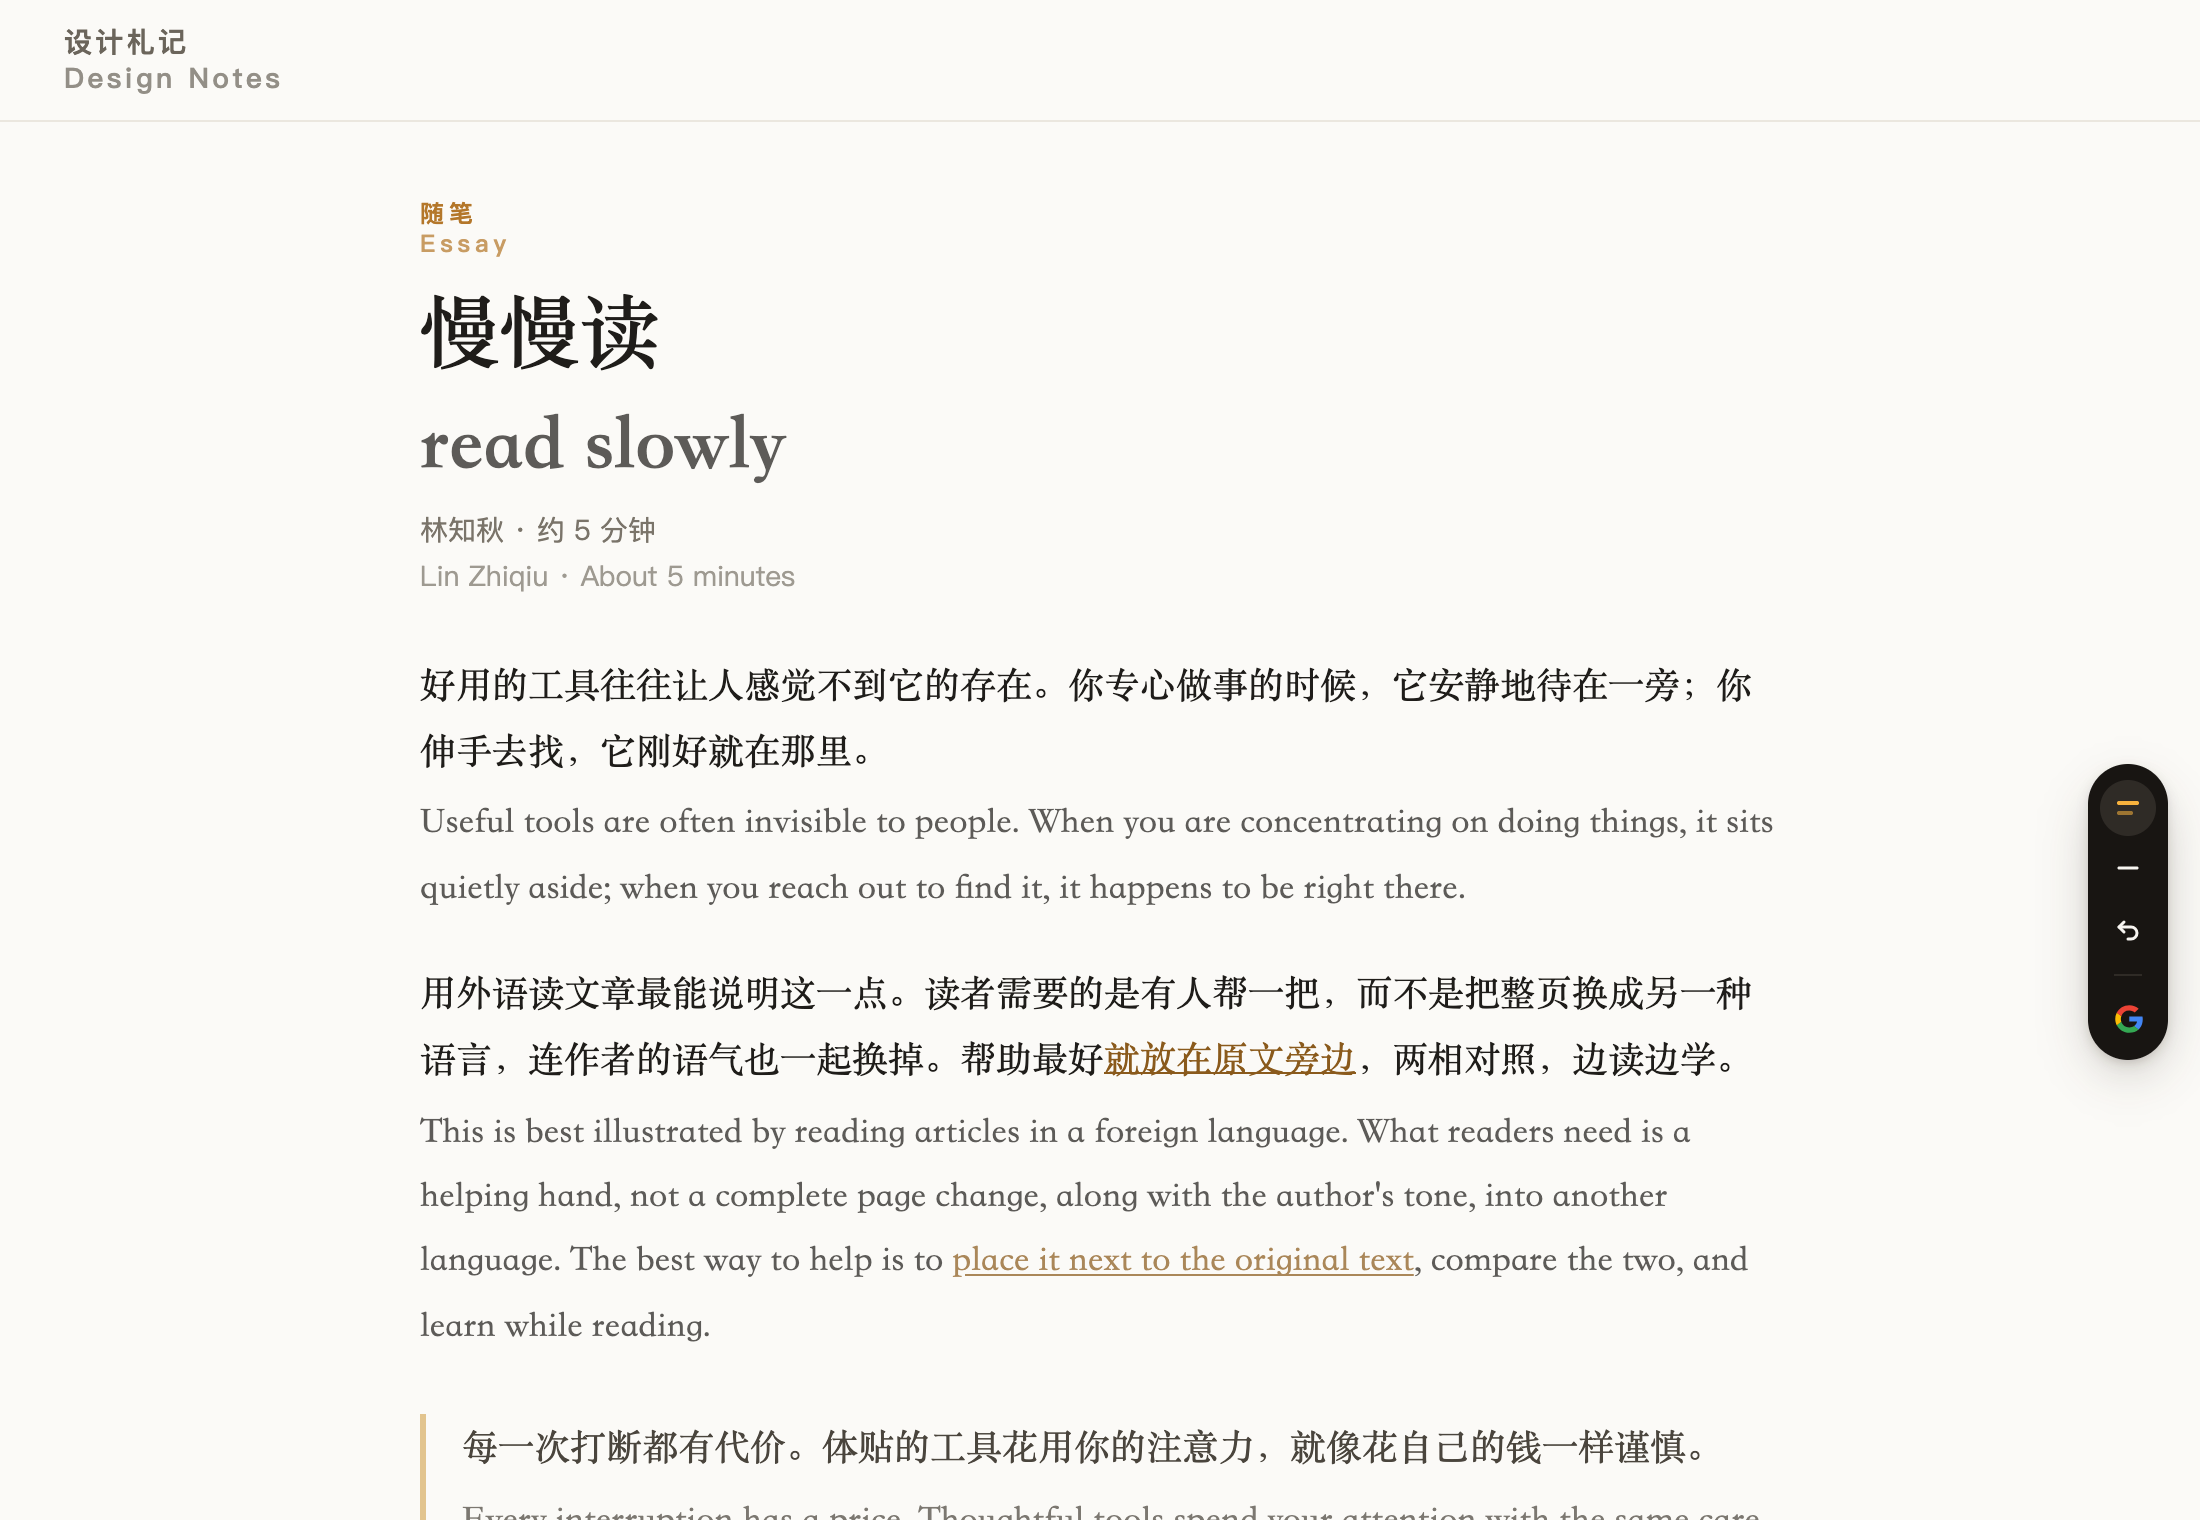 设计札记
Design Notes
随笔
Essay
慢慢读
read slowly
林知秋 · 约 5 分钟
Lin Zhiqiu · About 5 minutes
好用的工具往往让人感觉不到它的存在。你专心做事的时候，它安静地待在一旁；你
伸手去找，它刚好就在那里。
Useful tools are often invisible to people. When you are concentrating on doing things, it sits
quietly aside; when you reach out to find it, it happens to be right there.
用外语读文章最能说明这一点。读者需要的是有人帮一把，而不是把整页换成另一种
语言，连作者的语气也一起换掉。帮助最好就放在原文旁边，两相对照，边读边学。
This is best illustrated by reading articles in a foreign language. What readers need is a
helping hand, not a complete page change, along with the author's tone, into another
language. The best way to help is to place it next to the original text, compare the two, and
learn while reading.
每一次打断都有代价。体贴的工具花用你的注意力，就像花自己的钱一样谨慎。
Every interruption has a price. Thoughtful tools spend your attention with the same care